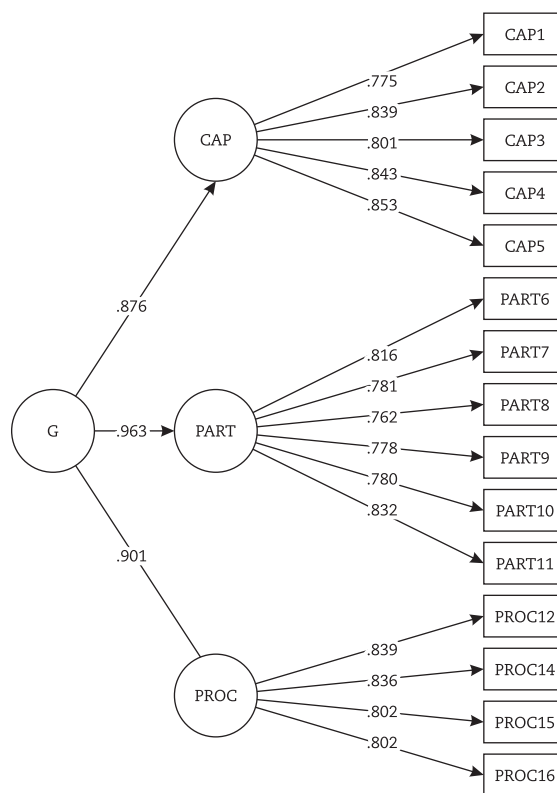 CAP1
.775
CAP2
.839
CAP
CAP3
.801
CAP4
.843
CAP5
.853
.876
PART6
.816
PART7
.781
PART8
.762
G
.963
PART
PART9
.778
PART10
.780
PART11
.832
.901
PROC12
.839
PROC14
.836
PROC
PROC15
.802
PROC16
.802